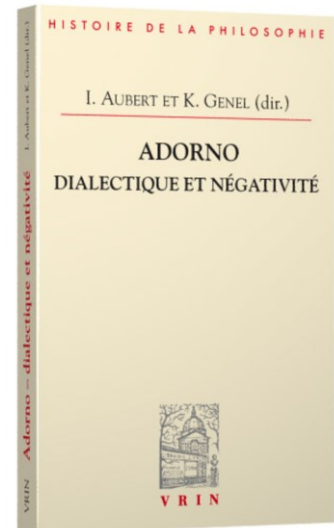 HISTOIRE DE LA PHILOSOPHIE
I. AUBERT ET K. GENEL (dir.)
ADORNO
DIALECTIQUE ET NÉGATIVITÉ
VRIN
VRIN Adorno – dialectique et négativité I. Aubert et K. Genel (dir.)